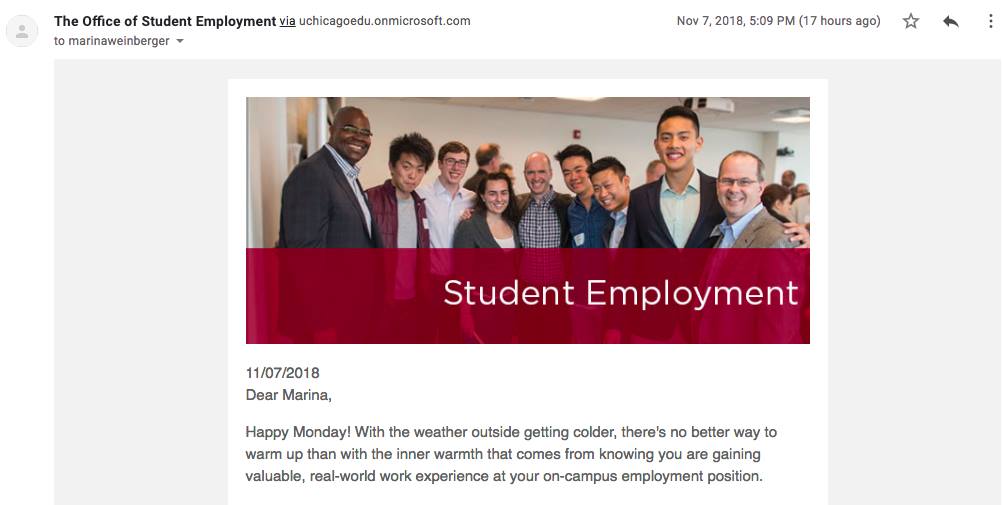 The Office of Student Employment via uchicagoedu.onmicrosoft.com
Nov 7, 2018, 5:09 PM (17 hours ago)
to marinaweinberger
Student Employment
11/07/2018
Dear Marina,
Happy Monday! With the weather outside getting colder, there's no better way to
warm up than with the inner warmth that comes from knowing you are gaining
valuable, real-world work experience at your on-campus employment position.